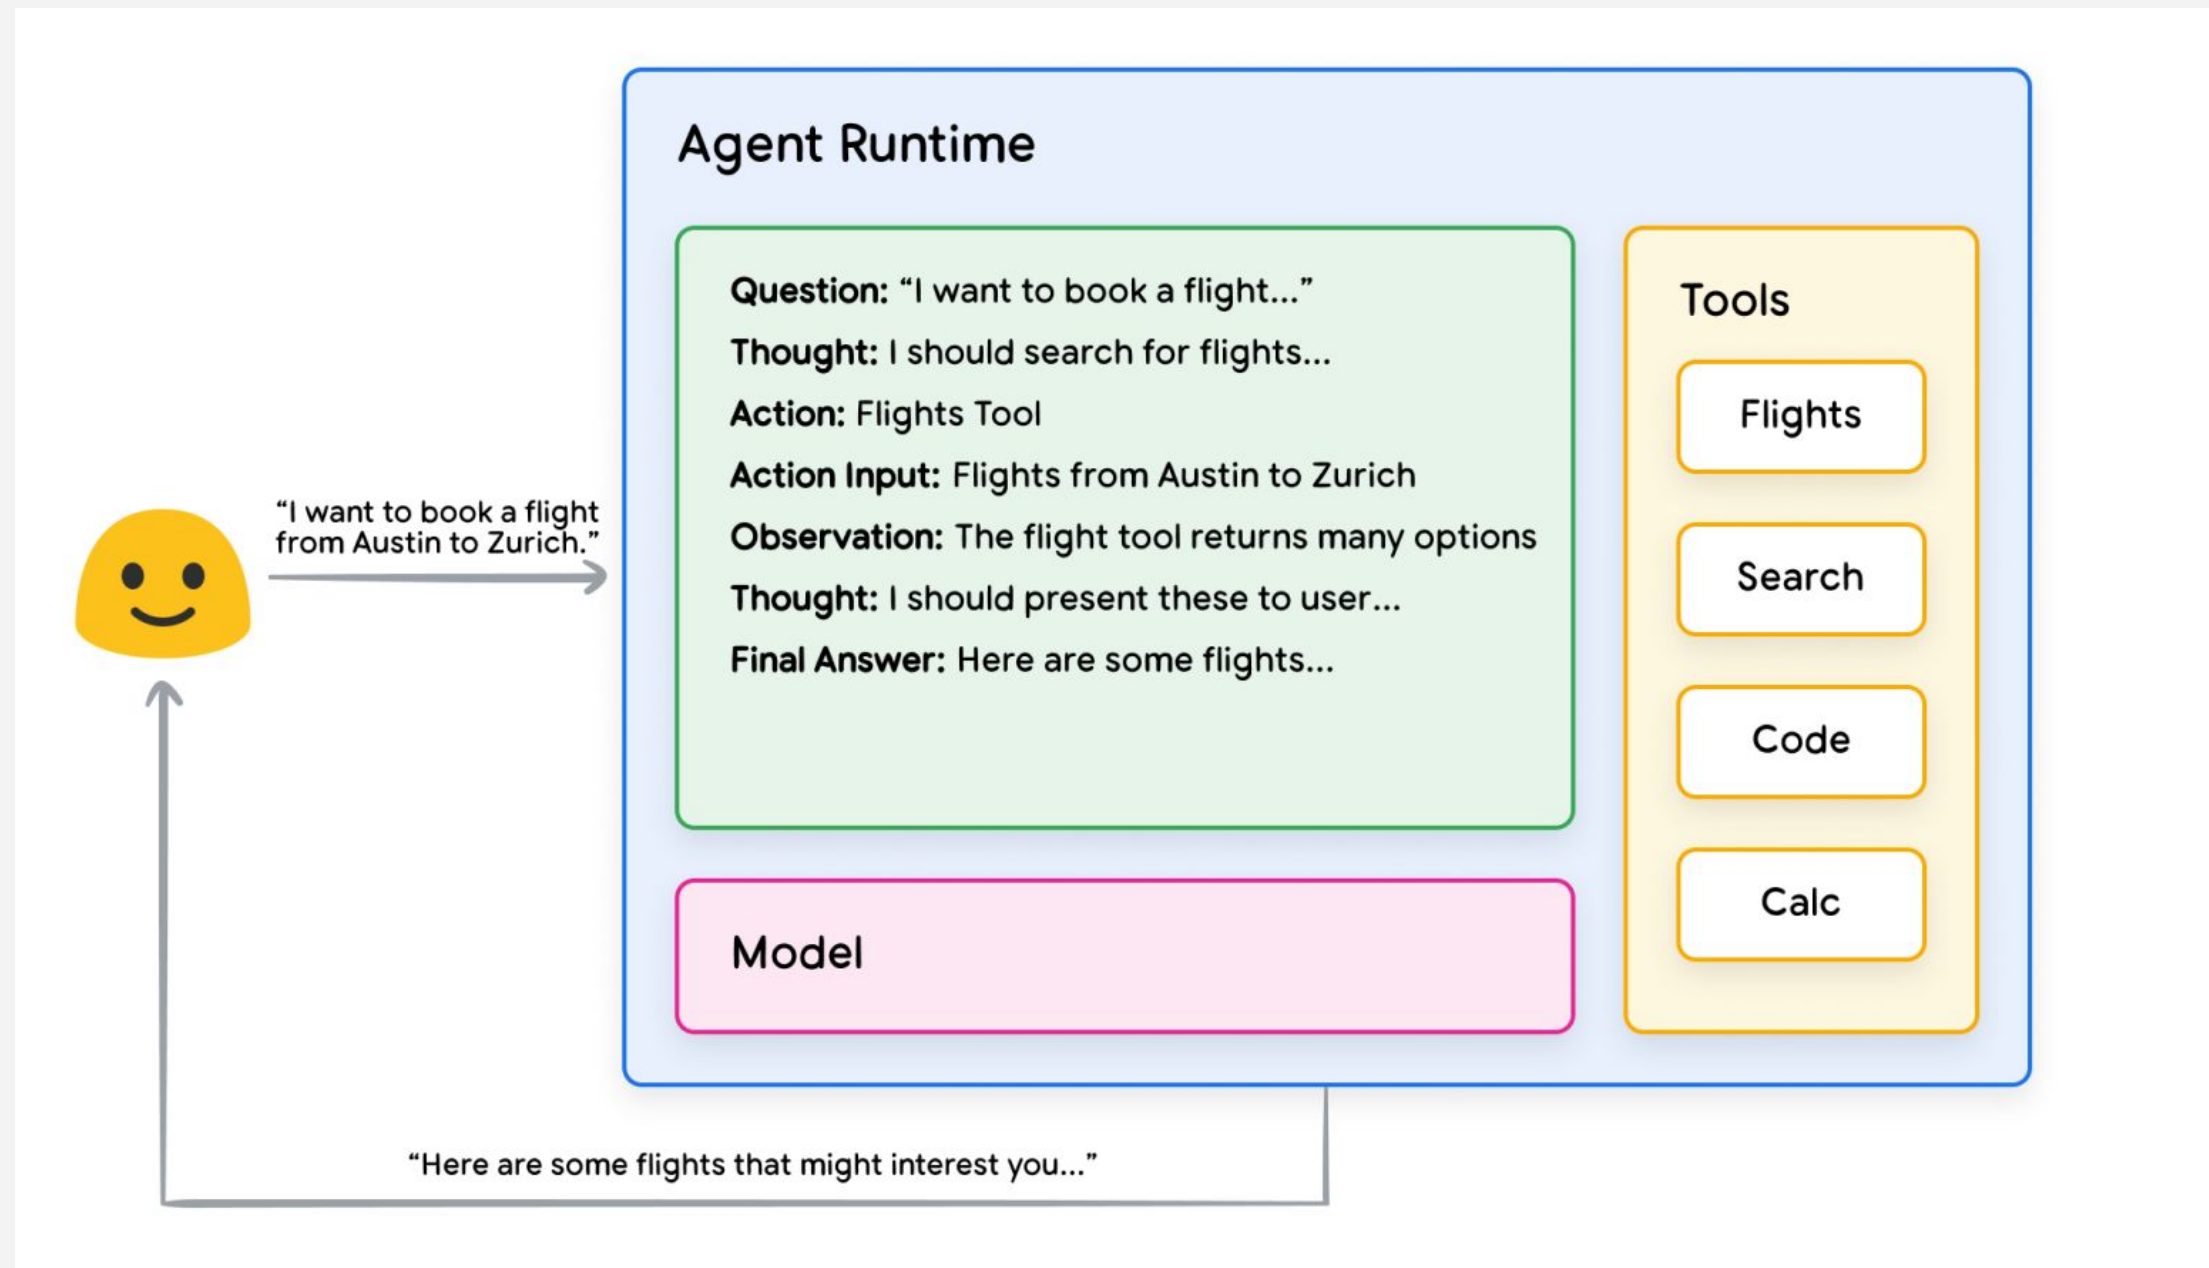 Agent Runtime
Question: “I want to book a flight...”
Thought: I should search for flights...
Action: Flights Tool
Action Input: Flights from Austin to Zurich
Observation: The flight tool returns many options
Thought: I should present these to user...
Final Answer: Here are some flights...
Tools
Flights
Search
Code
Calc
“I want to book a flight
from Austin to Zurich.”
Model
“Here are some flights that might interest you...”